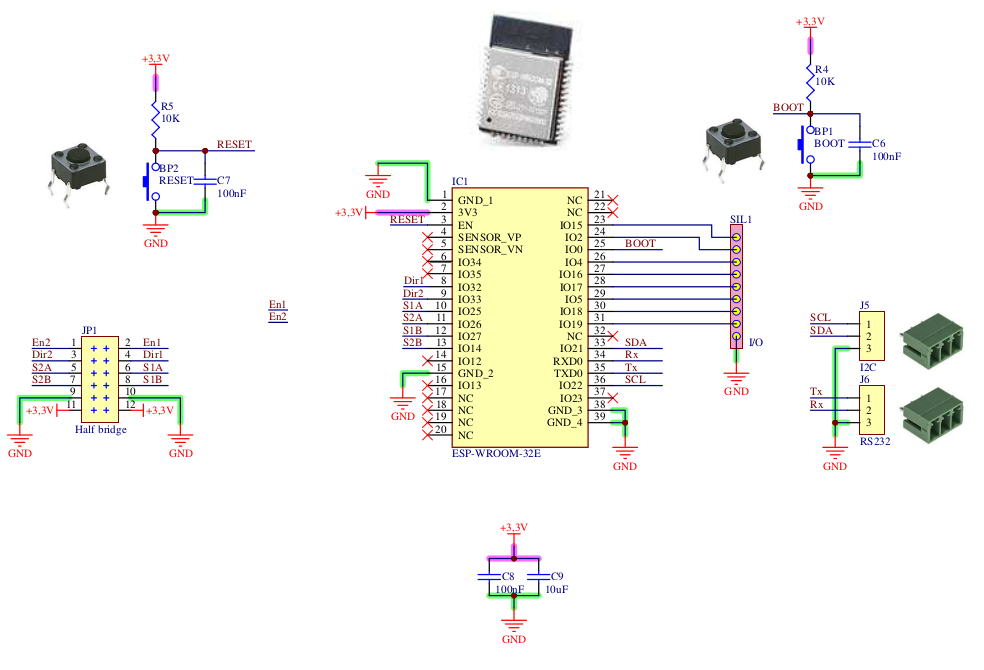 +3,3V
R5
10K
RESET
BP2
RESET
C7
100nF
GND
+3,3V
R4
10K
BOOT
BP1
BOOT
C6
100nF
GND
GND
+3,3V
RESET
IC1
1 GND_1 NC 21
2 3V3 NC 22
3 EN IO15 23
4 SENSOR_VP IO2 24
5 SENSOR_VN IO0 25 BOOT
6 IO34 IO4 26
7 IO35 IO16 27
Dir1 8 IO32 IO17 28
Dir2 9 IO33 IO5 29
S1A 10 IO25 IO18 30
S2A 11 IO26 IO19 31
S1B 12 IO27 NC 32
S2B 13 IO14 IO21 33 SDA
14 IO12 RXD0 34 Rx
15 GND_2 TXD0 35 Tx
16 IO13 IO22 36 SCL
17 NC IO23 37
18 NC GND_3 38
19 NC GND_4 39
20 NC
ESP-WROOM-32E
GND
GND
SIL1
I/O
GND
En1
En2
JP1
En2 1 2 En1
Dir2 3 4 Dir1
S2A 5 6 S1A
S2B 7 8 S1B
9 10
+3,3V 11 12 +3,3V
Half bridge
GND
GND
J5
SCL 1
SDA 2
3
I2C
J6
Tx 1
Rx 2
3
RS232
GND
+3,3V
C8
100nF
C9
10uF
GND